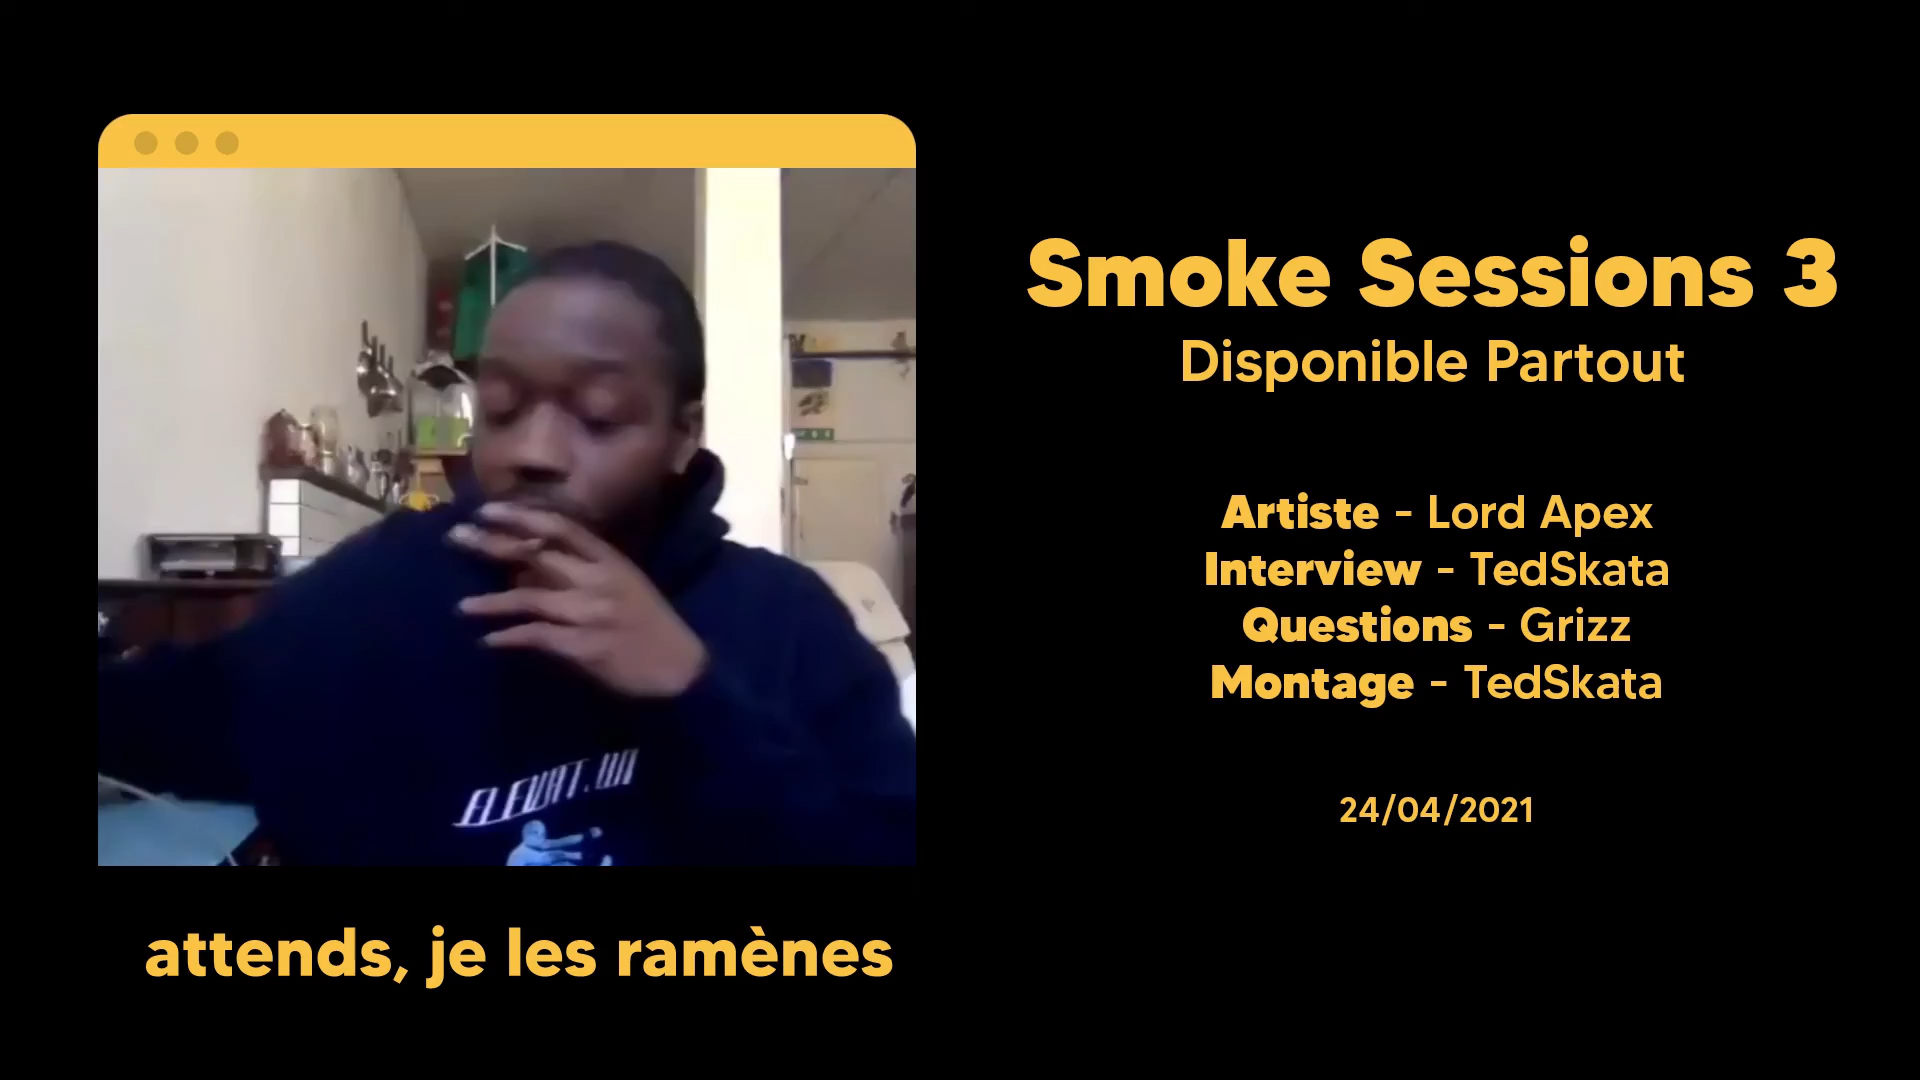 Smoke Sessions 3
Disponible Partout
Artiste - Lord Apex
Interview - TedSkata
Questions - Grizz
Montage - TedSkata
24/04/2021
attends, je les ramènes